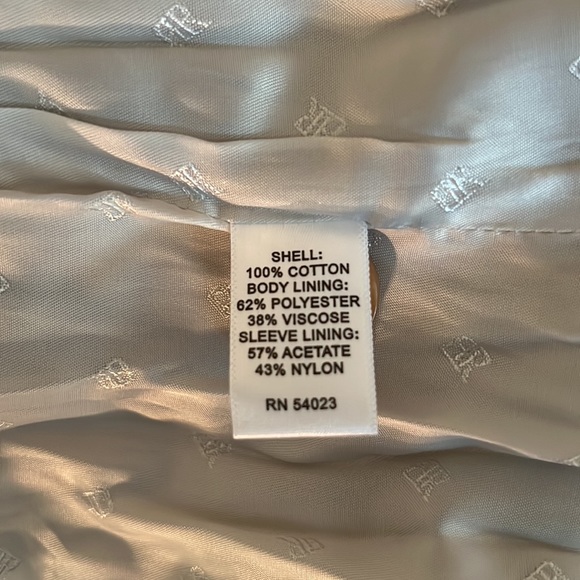 SHELL:
100% COTTON
BODY LINING:
62% POLYESTER
38% VISCOSE
SLEEVE LINING:
57% ACETATE
43% NYLON
RN 54023